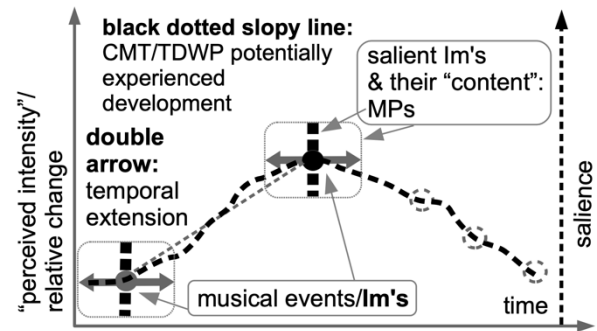 black dotted slopy line:
CMT/TDWP potentially
experienced
development
salient Im's
& their “content”:
MPs
double
arrow:
temporal
extension
musical events/Im's
time
“perceived intensity”/
relative change
salience